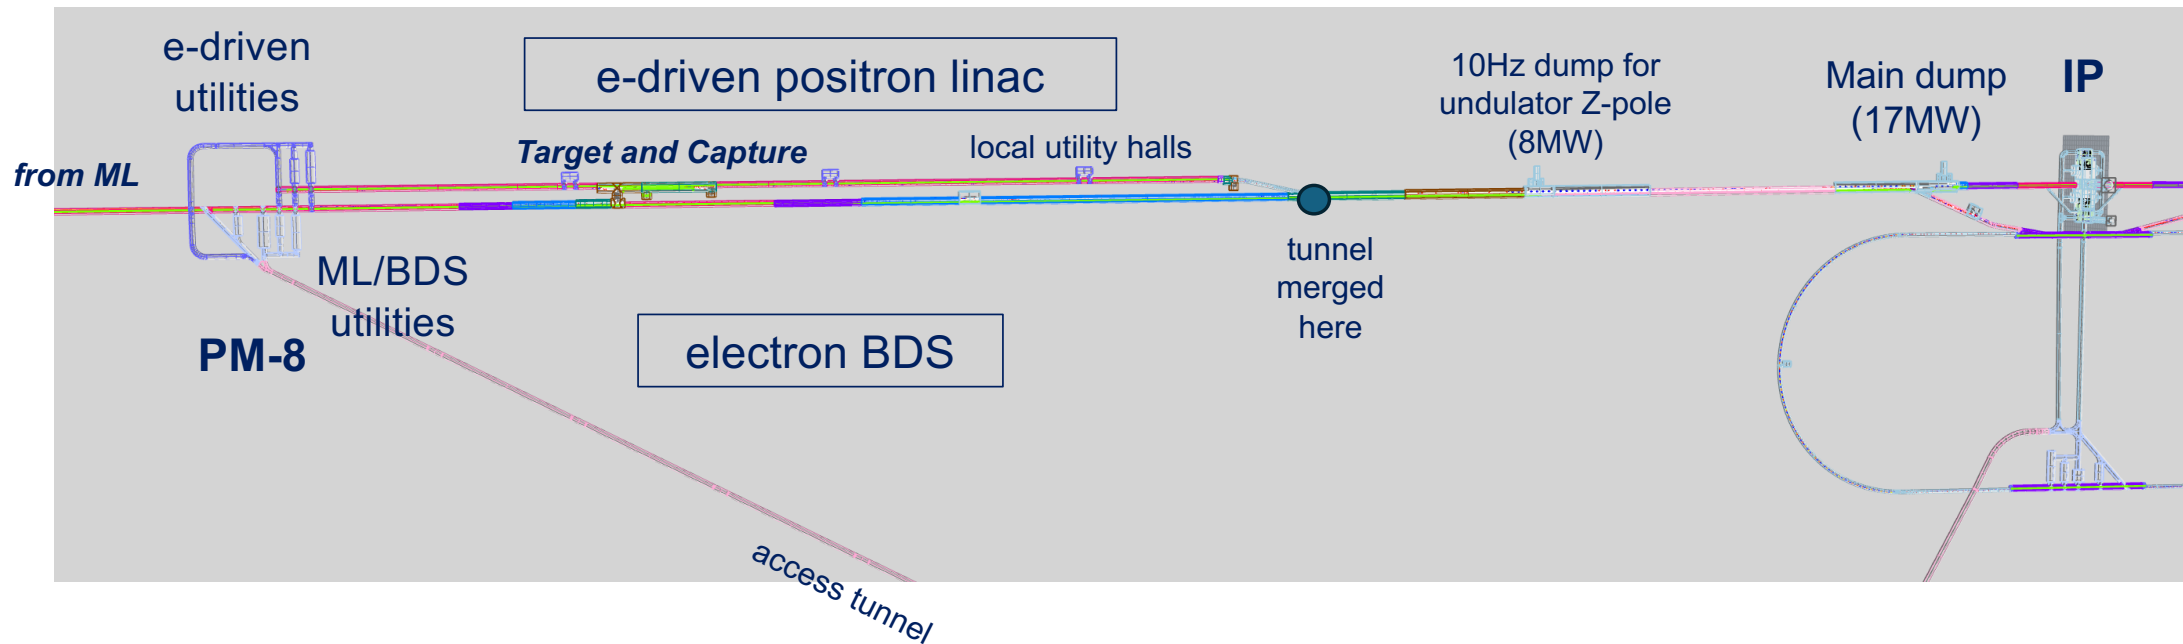 e-driven
utilities
e-driven positron linac
10Hz dump for
undulator Z-pole
(8MW)
Main dump
(17MW)
IP
from ML
Target and Capture
local utility halls
tunnel
merged
here
ML/BDS
utilities
PM-8
electron BDS
access tunnel